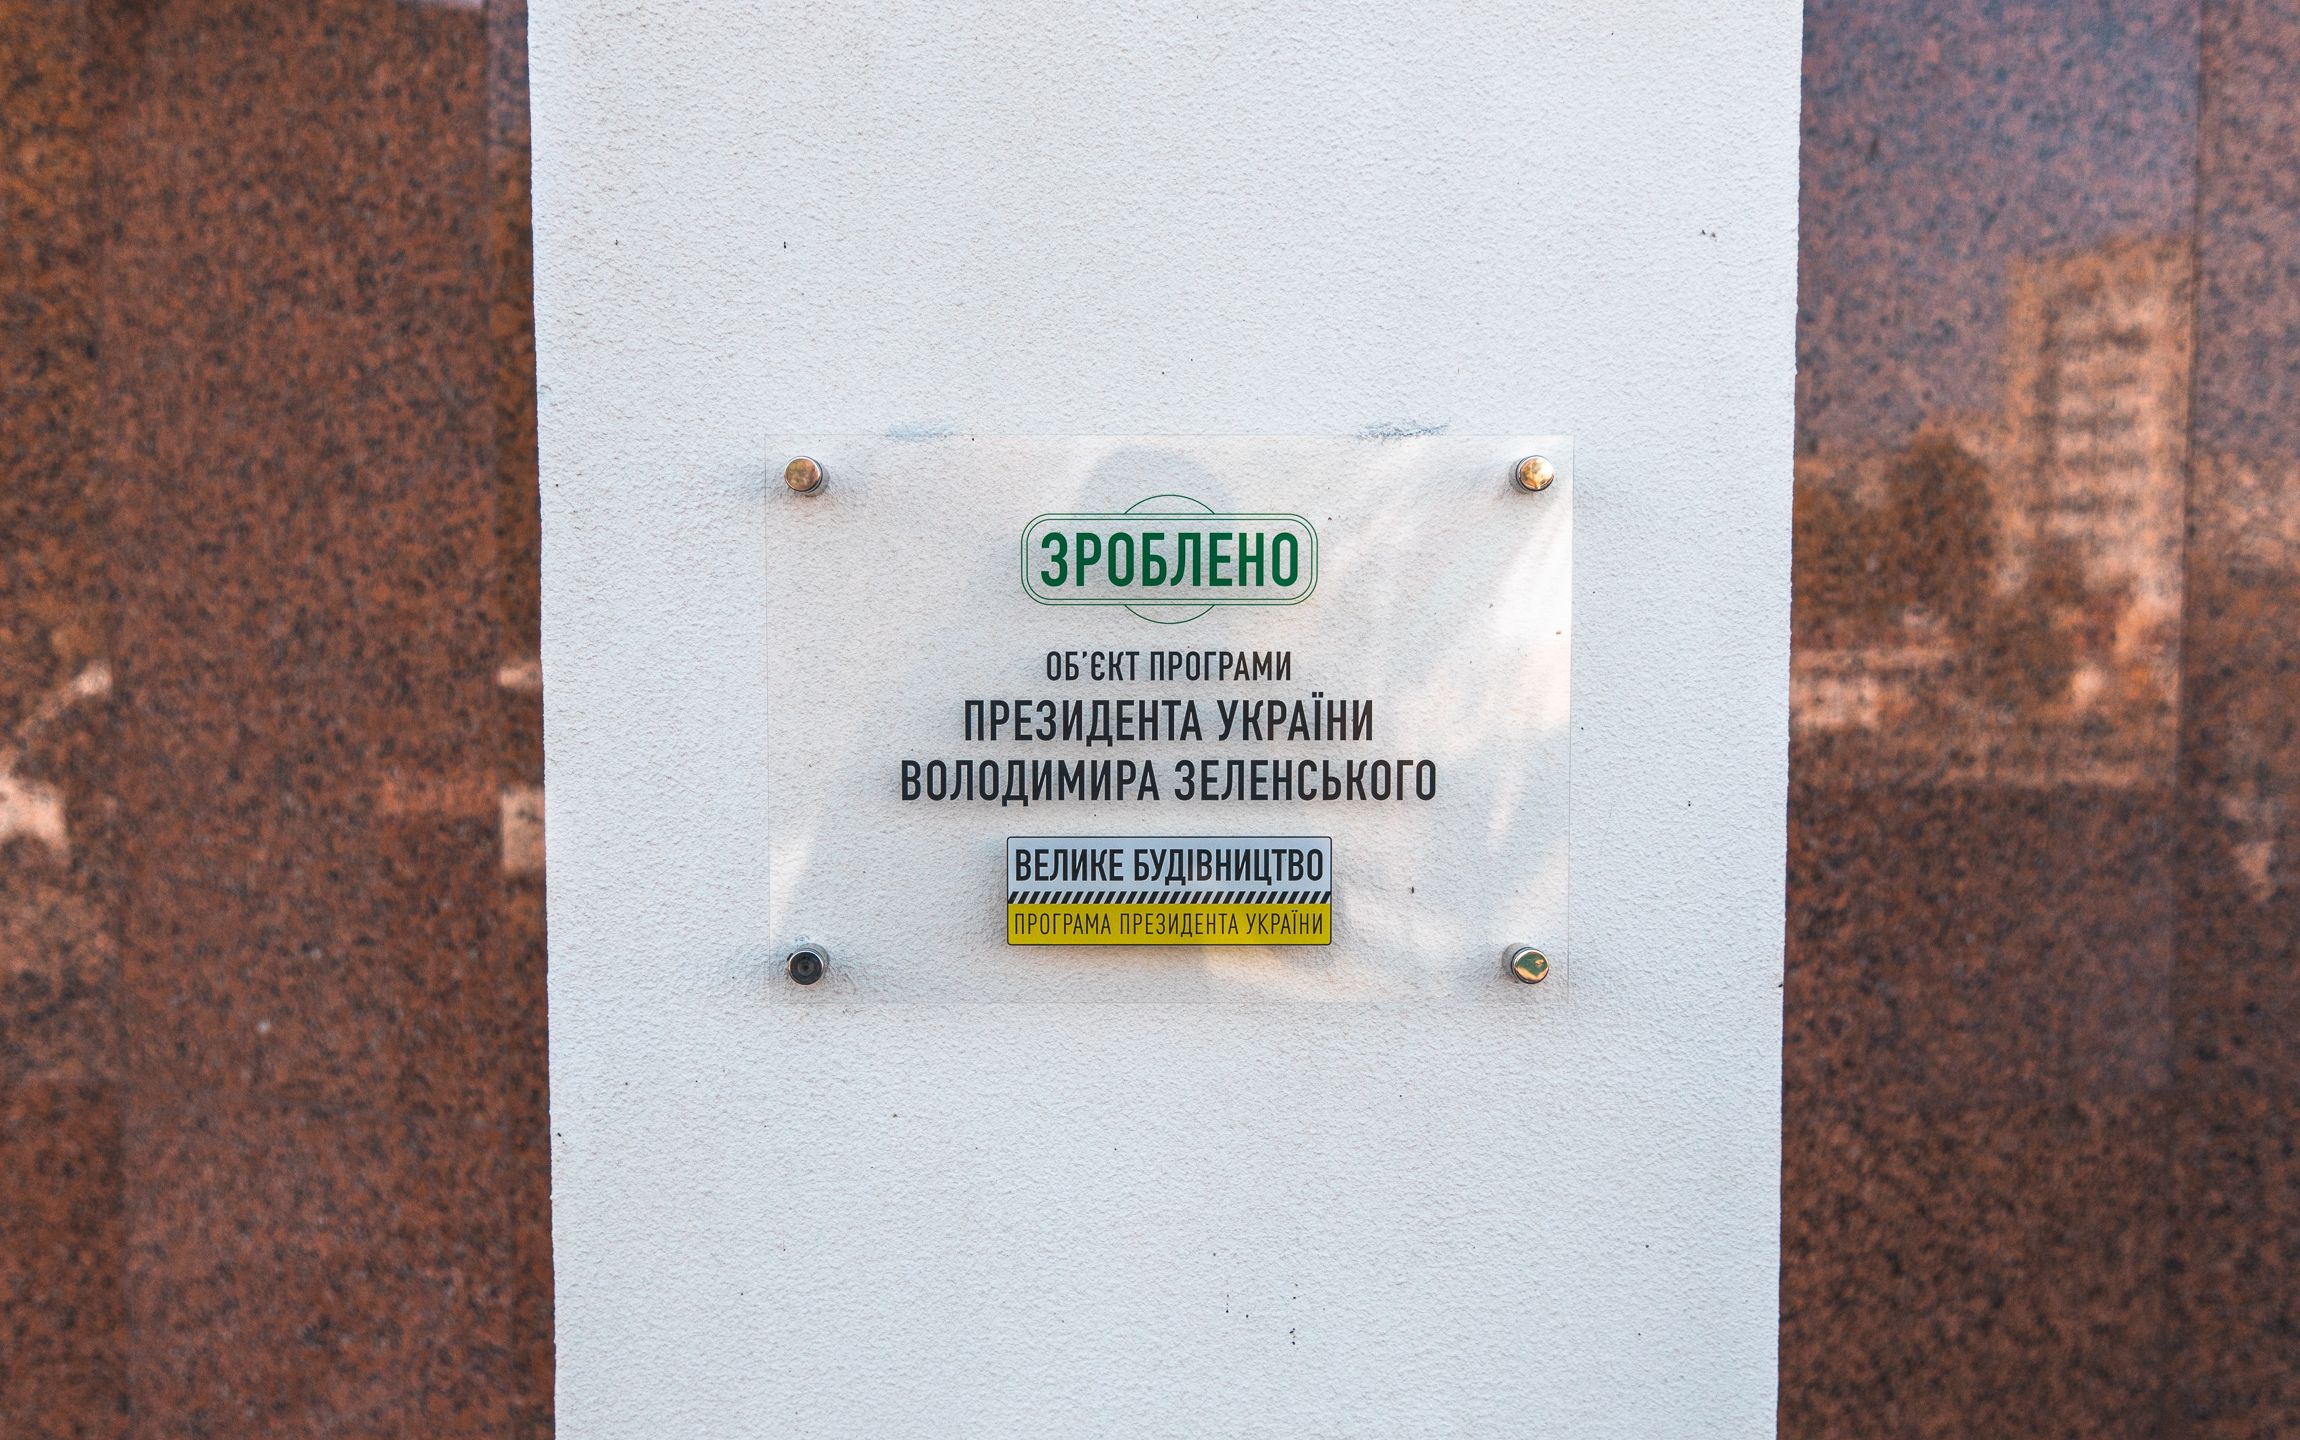 ЗРОБЛЕНО
ОБ’ЄКТ ПРОГРАМИ
ПРЕЗИДЕНТА УКРАЇНИ
ВОЛОДИМИРА ЗЕЛЕНСЬКОГО
ВЕЛИКЕ БУДІВНИЦТВО
ПРОГРАМА ПРЕЗИДЕНТА УКРАЇНИ